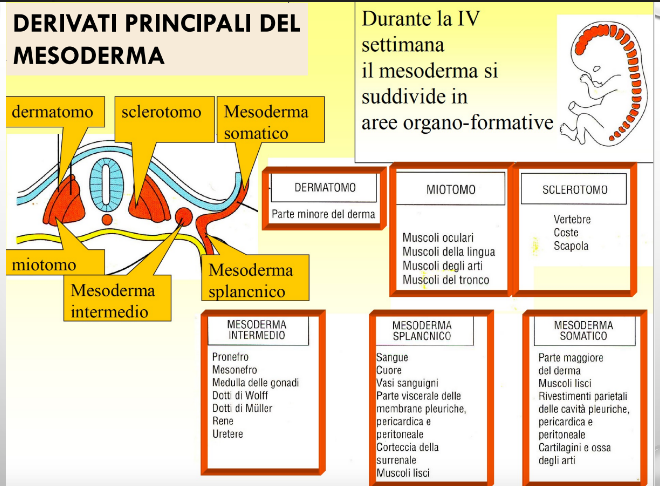 DERIVATI PRINCIPALI DEL
MESODERMA
Durante la IV
settimana
il mesoderma si
suddivide in
aree organo-formative
dermatomo
sclerotomo
Mesoderma
somatico
miotomo
Mesoderma
intermedio
Mesoderma
splancnico
DERMATOMO
Parte minore del derma
MIOTOMO
Muscoli oculari
Muscoli della lingua
Muscoli degli arti
Muscoli del tronco
SCLEROTOMO
Vertebre
Coste
Scapola
MESODERMA
INTERMEDIO
Pronefro
Mesonefro
Medulla delle gonadi
Dotti di Wolff
Dotti di Müller
Rene
Uretere
MESODERMA
SPLANCNICO
Sangue
Cuore
Vasi sanguigni
Parte viscerale delle
membrane pleuriche,
pericardica e
peritoneale
Corteccia della
surrenale
Muscoli lisci
MESODERMA
SOMATICO
Parte maggiore
del derma
Muscoli lisci
Rivestimenti parietali
delle cavità pleuriche,
pericardica e
peritoneale
Cartilagini e ossa
degli arti